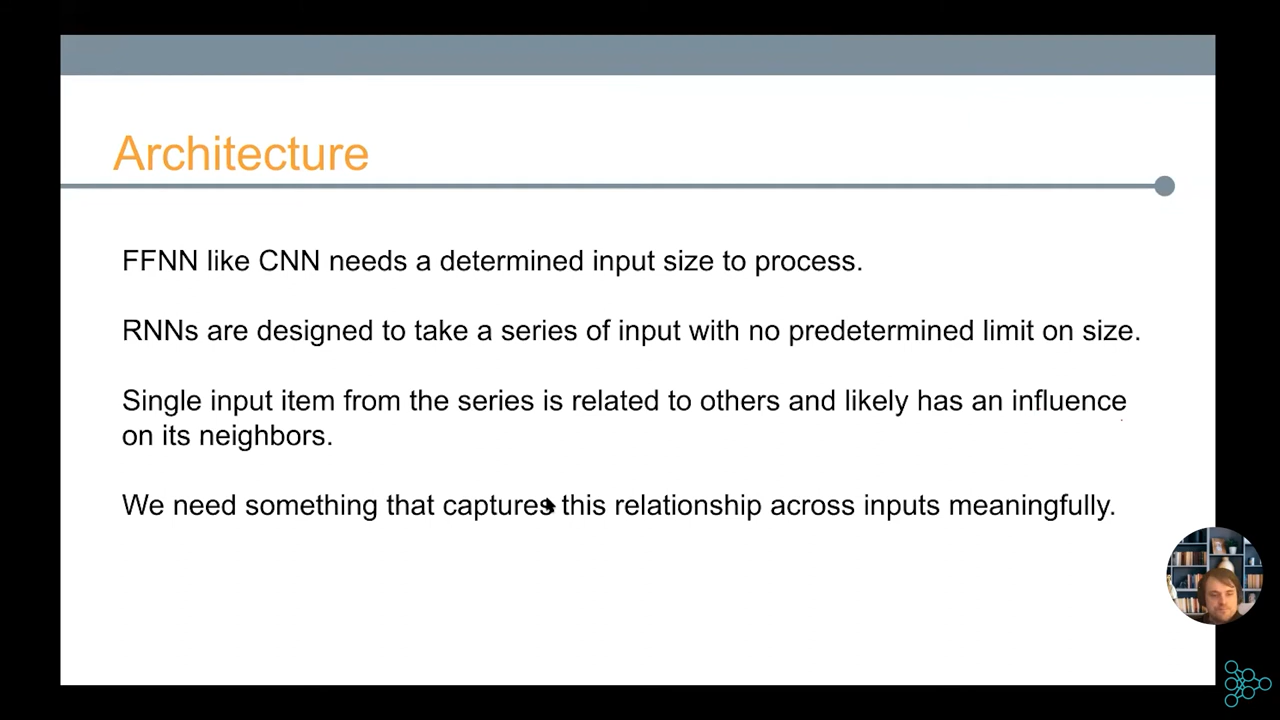 Architecture
FFNN like CNN needs a determined input size to process.
RNNs are designed to take a series of input with no predetermined limit on size.
Single input item from the series is related to others and likely has an influence
on its neighbors.
We need something that captures this relationship across inputs meaningfully.